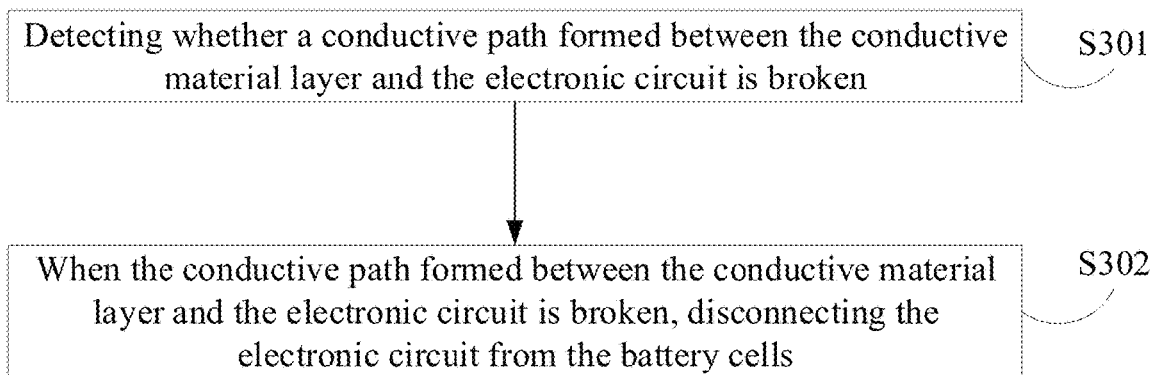 Detecting whether a conductive path formed between the conductive
material layer and the electronic circuit is broken
S301
When the conductive path formed between the conductive material
layer and the electronic circuit is broken, disconnecting the
electronic circuit from the battery cells
S302